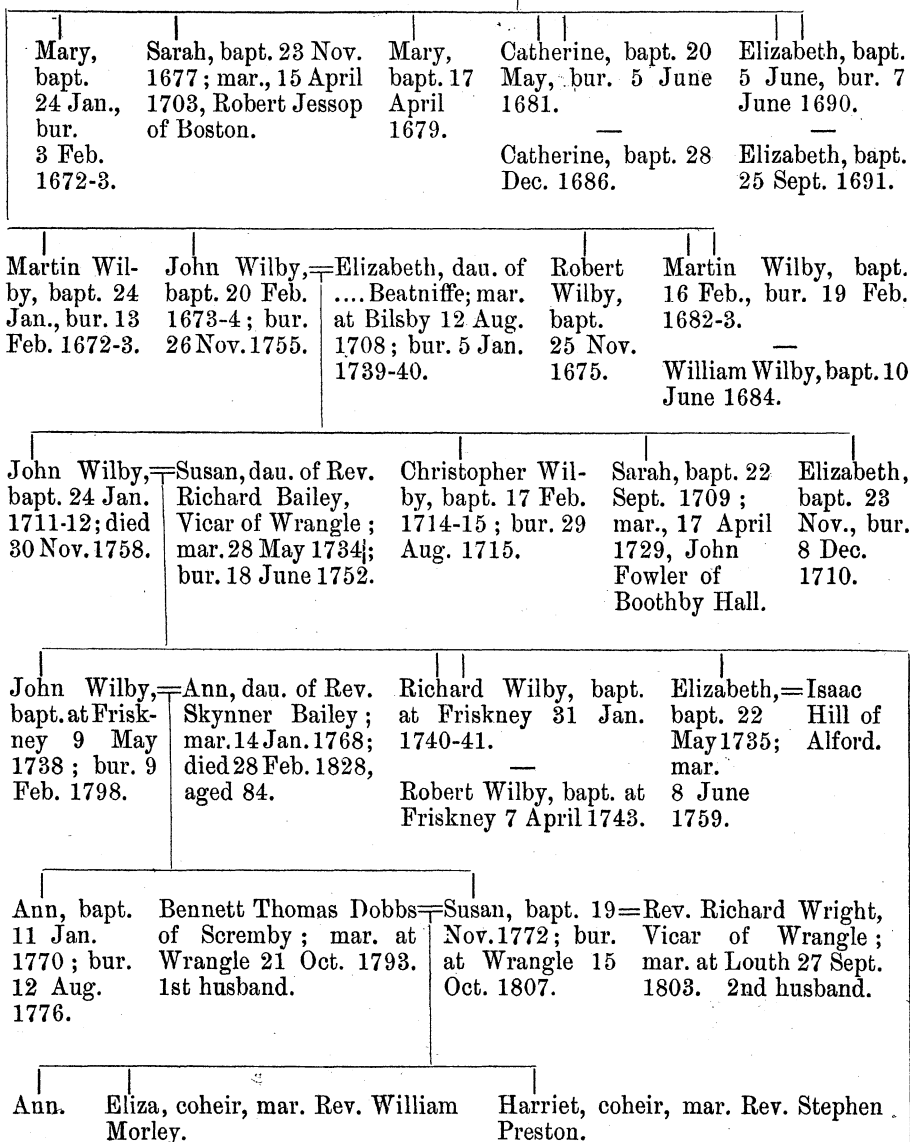 Mary,
bapt.
24 Jan.,
bur.
3 Feb.
1672-3.
Sarah, bapt. 23 Nov.
1677; mar., 15 April
1703, Robert Jessop
of Boston.
Mary,
bapt. 17
April
1679.
Catherine, bapt. 20
May, bur. 5 June
1681.
—
Catherine, bapt. 28
Dec. 1686.
Elizabeth, bapt.
5 June, bur. 7
June 1690.
—
Elizabeth, bapt.
25 Sept. 1691.
Martin Wil-
by, bapt. 24
Jan., bur. 13
Feb. 1672-3.
John Wilby,=
bapt. 20 Feb.
1673-4; bur.
26 Nov. 1755.
Elizabeth, dau. of
.... Beatniffe; mar.
at Bilsby 12 Aug.
1708; bur. 5 Jan.
1739-40.
Robert
Wilby,
bapt.
25 Nov.
1675.
Martin Wilby, bapt.
16 Feb., bur. 19 Feb.
1682-3.
—
William Wilby, bapt. 10
June 1684.
John Wilby,=
bapt. 24 Jan.
1711-12; died
30 Nov. 1758.
Susan, dau. of Rev.
Richard Bailey,
Vicar of Wrangle;
mar. 28 May 1734;
bur. 18 June 1752.
Christopher Wil-
by, bapt. 17 Feb.
1714-15; bur. 29
Aug. 1715.
Sarah, bapt. 22
Sept. 1709;
mar., 17 April
1729, John
Fowler of
Boothby Hall.
Elizabeth,
bapt. 23
Nov., bur.
8 Dec.
1710.
John Wilby,=
bapt. at Frisk-
ney 9 May
1738; bur. 9
Feb. 1798.
Ann, dau. of Rev.
Skynner Bailey;
mar. 14 Jan. 1768;
died 28 Feb. 1828,
aged 84.
Richard Wilby, bapt.
at Friskney 31 Jan.
1740-41.
—
Robert Wilby, bapt. at
Friskney 7 April 1743.
Elizabeth,=
bapt. 22
May 1735;
mar.
8 June
1759.
Isaac
Hill of
Alford.
Ann, bapt.
11 Jan.
1770; bur.
12 Aug.
1776.
Bennett Thomas Dobbs=
of Scremby; mar. at
Wrangle 21 Oct. 1793.
1st husband.
Susan, bapt. 19=
Nov. 1772; bur.
at Wrangle 15
Oct. 1807.
Rev. Richard Wright,
Vicar of Wrangle;
mar. at Louth 27 Sept.
1803. 2nd husband.
Ann.
Eliza, coheir, mar. Rev. William
Morley.
Harriet, coheir, mar. Rev. Stephen
Preston.